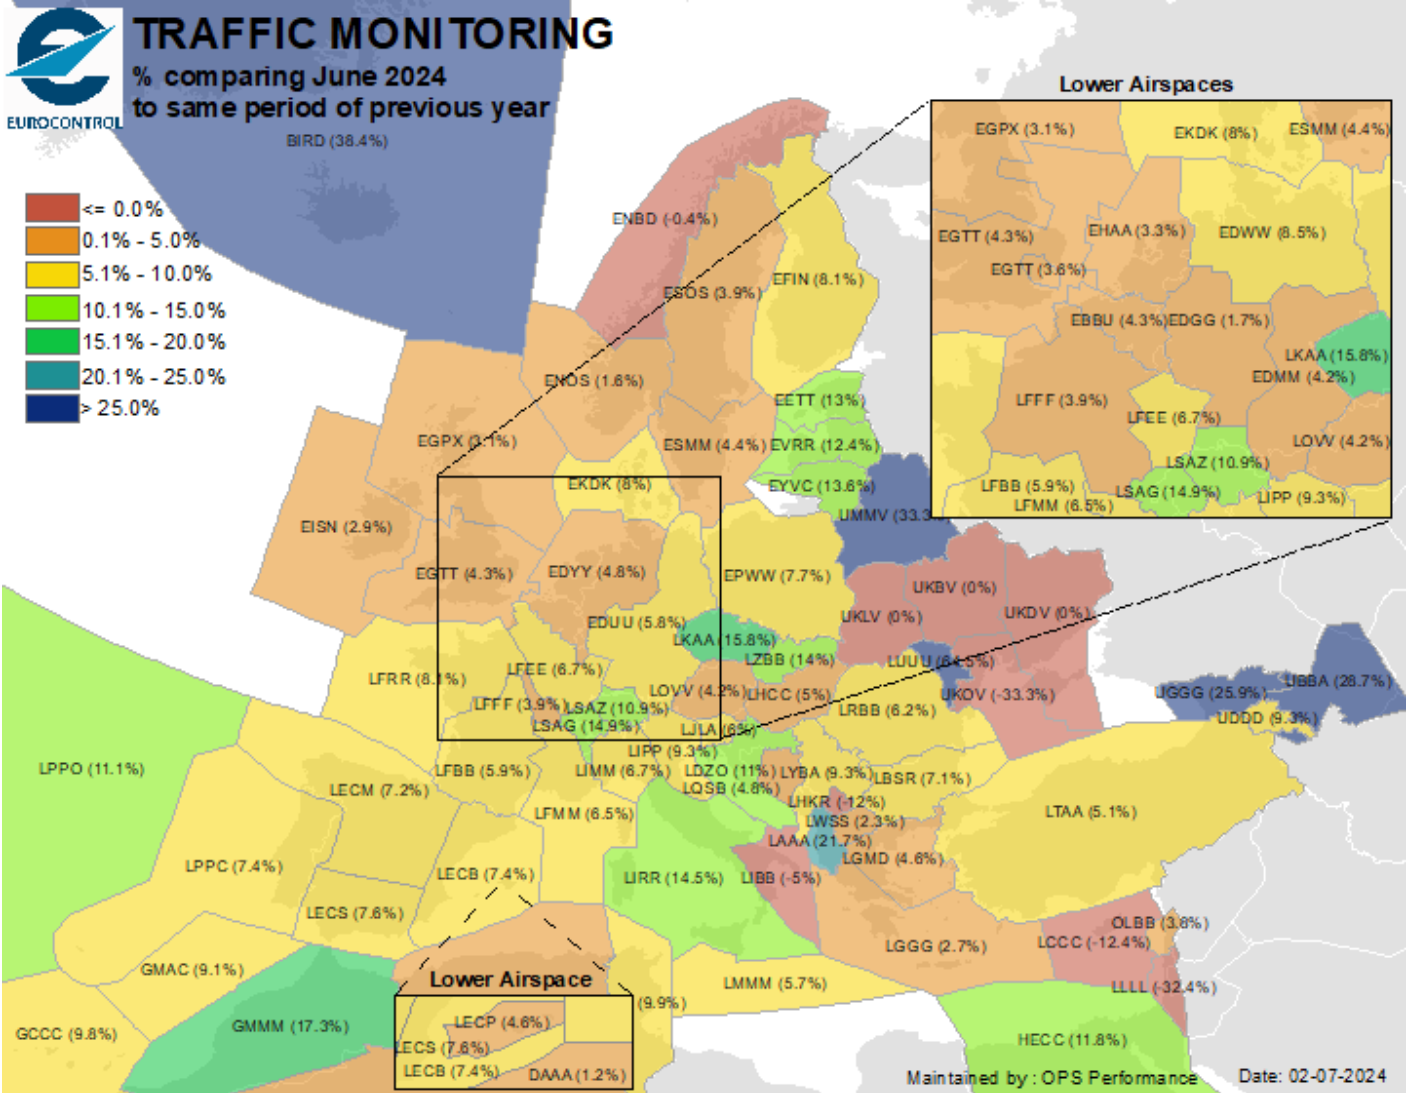 TRAFFIC MONITORING
% comparing June 2024
to same period of previous year
EUROCONTROL
BIRD (38.4%)
<= 0.0%
0.1% - 5.0%
5.1% - 10.0%
10.1% - 15.0%
15.1% - 20.0%
20.1% - 25.0%
> 25.0%
Lower Airspaces
EGPX (3.1%)
EKDK (8%)
ESMM (4.4%)
EGTT (4.3%)
EHAA (3.3%)
EDWW (8.5%)
EGTT (3.6%)
EBBU (4.3%)
EDGG (1.7%)
LKAA (15.8%)
EDMM (4.2%)
LFFF (3.9%)
LFEE (6.7%)
LOVV (4.2%)
LSAZ (10.9%)
LFBB (5.9%)
LSAG (14.9%)
LIPP (9.3%)
LFMM (6.5%)
ENBD (-0.4%)
ESOS (3.9%)
EFIN (8.1%)
ENOS (1.6%)
EETT (13%)
EGPX (3.1%)
ESMM (4.4%)
EVRR (12.4%)
EKDK (8%)
EYVC (13.6%)
UMMV (33.3%
EISN (2.9%)
EGTT (4.3%)
EDYY (4.8%)
EPWW (7.7%)
UKBV (0%)
UKLV (0%)
UKDV (0%)
EDUU (5.8%)
LKAA (15.8%)
LZBB (14%)
LUUU (64.5%)
LFRR (8.1%)
LFEE (6.7%)
LOVV (4.2%)
LHCC (5%)
UKOV (-33.3%)
UGGG (25.9%)
UBBA (28.7%)
LFFF (3.9%)
LSAZ (10.9%)
LRBB (6.2%)
UDDD (9.3%)
LSAG (14.9%)
LJLA (6%)
LIPP (9.3%)
LPPO (11.1%)
LFBB (5.9%)
LIMM (6.7%)
LDZO (11%)
LYBA (9.3%)
LBSR (7.1%)
LECM (7.2%)
LQSB (4.8%)
LHKR (-12%)
LFMM (6.5%)
LWSS (2.3%)
LTAA (5.1%)
LAAA (21.7%)
LPPC (7.4%)
LECB (7.4%)
LGMD (4.6%)
LIRR (14.5%)
LIBB (-5%)
LECS (7.6%)
OLBB (3.8%)
LGGG (2.7%)
LCCC (-12.4%)
GMAC (9.1%)
LMMM (5.7%)
LLLL (-32.4%)
Lower Airspace
(9.9%)
GCCC (9.8%)
GMMM (17.3%)
LECP (4.6%)
LECS (7.6%)
LECB (7.4%)
DAAA (1.2%)
HECC (11.8%)
Maintained by : OPS Performance
Date: 02-07-2024